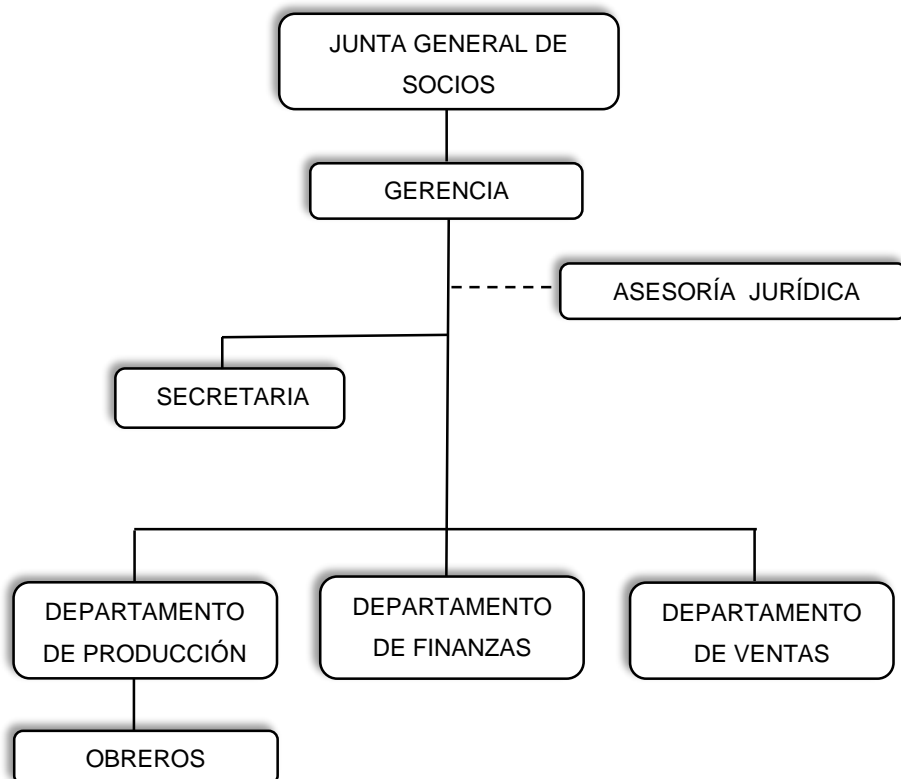 JUNTA GENERAL DE
SOCIOS
GERENCIA
ASESORÍA JURÍDICA
SECRETARIA
DEPARTAMENTO
DE PRODUCCIÓN
DEPARTAMENTO
DE FINANZAS
DEPARTAMENTO
DE VENTAS
OBREROS